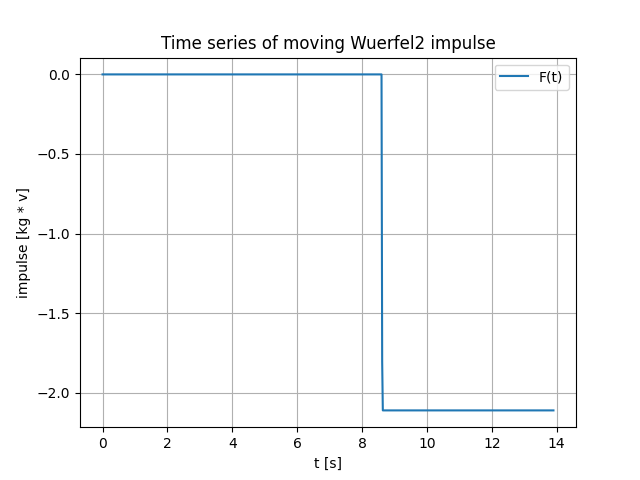 Time series of moving Wuerfel2 impulse
F(t)
impulse [kg * v]
0.0
−0.5
−1.0
−1.5
−2.0
0 2 4 6 8 10 12 14
t [s]